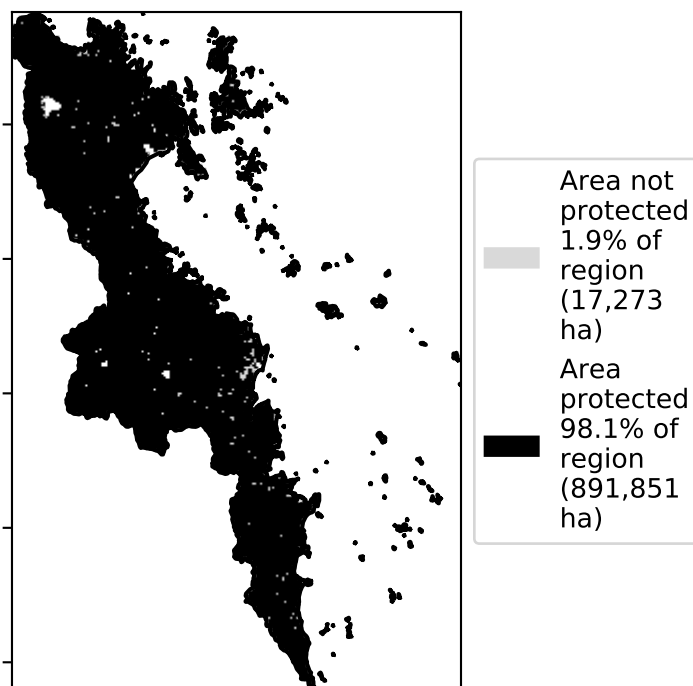 Area not
protected
1.9% of
region
(17,273
ha)
Area
protected
98.1% of
region
(891,851
ha)